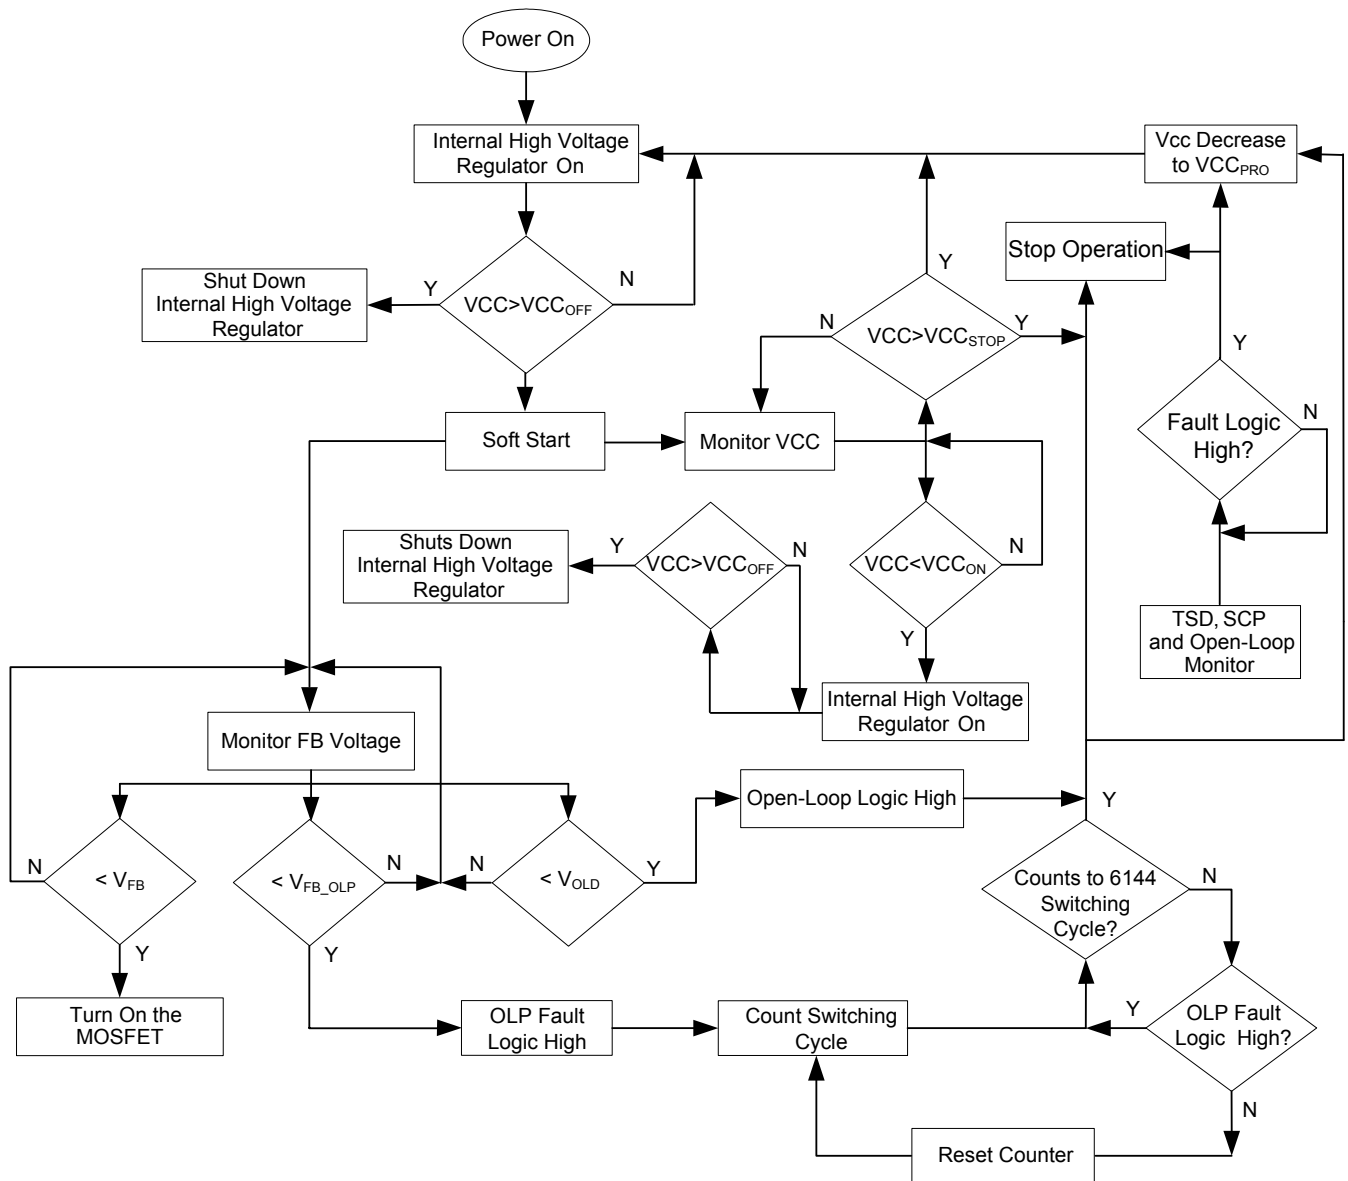 Power On
Internal High Voltage
Regulator On
Vcc Decrease
to VCCPRO
Stop Operation
Shut Down
Internal High Voltage
Regulator
Y
VCC>VCCOFF
N
Y
N
VCC>VCCSTOP
Y
Y
Fault Logic
High?
N
Soft Start
Monitor VCC
Shuts Down
Internal High Voltage
Regulator
Y
VCC>VCCOFF
N
VCC<VCCON
N
Y
TSD, SCP
and Open-Loop
Monitor
Internal High Voltage
Regulator On
Monitor FB Voltage
Open-Loop Logic High
Y
N
< VFB
Y
< VFB_OLP
N
Y
N
< VOLD
Y
Counts to 6144
Switching
Cycle?
N
Turn On the
MOSFET
OLP Fault
Logic High
Count Switching
Cycle
Y
OLP Fault
Logic High?
N
Reset Counter